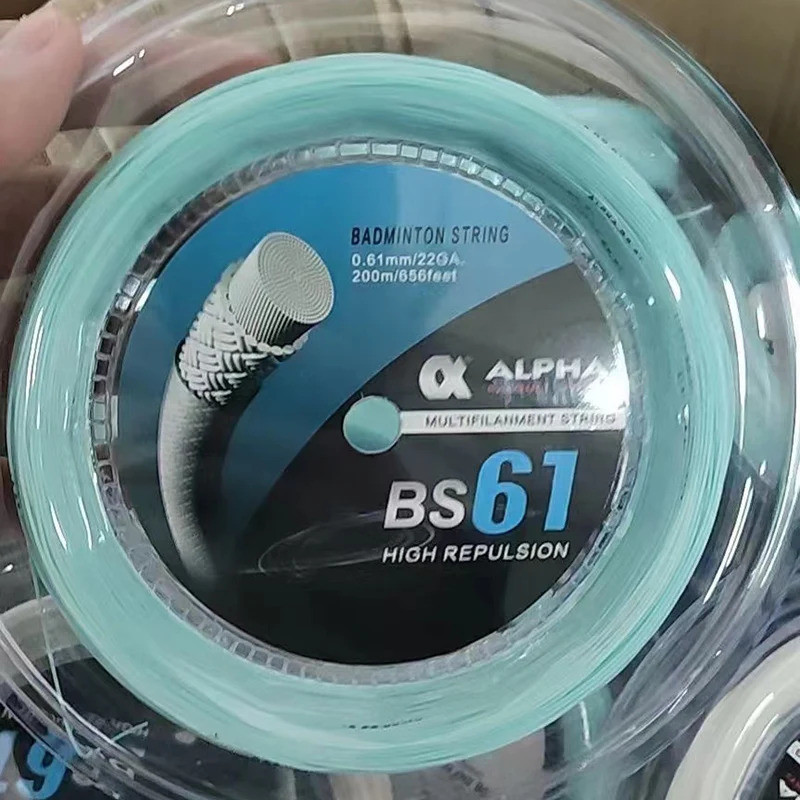 BADMINTON STRING
0.61mm/22GA.
200m/656feet
ALPHA
MULTIFILANMENT STRING
BS61
HIGH REPULSION